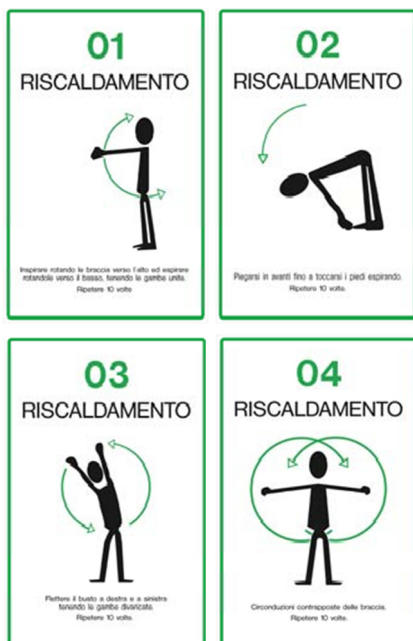 01
RISCALDAMENTO
Inspirare rotando le braccia verso l'alto ed espirare
rotandole verso il basso, tenendo le gambe unite.
Ripetere 10 volte
02
RISCALDAMENTO
Piegarsi in avanti fino a toccarsi i piedi espirando.
Ripetere 10 volte.
03
RISCALDAMENTO
Flettere il busto a destra e a sinistra
tenendo le gambe divaricate.
Ripetere 10 volte.
04
RISCALDAMENTO
Circonduzioni contrapposte delle braccia.
Ripetere 10 volte.